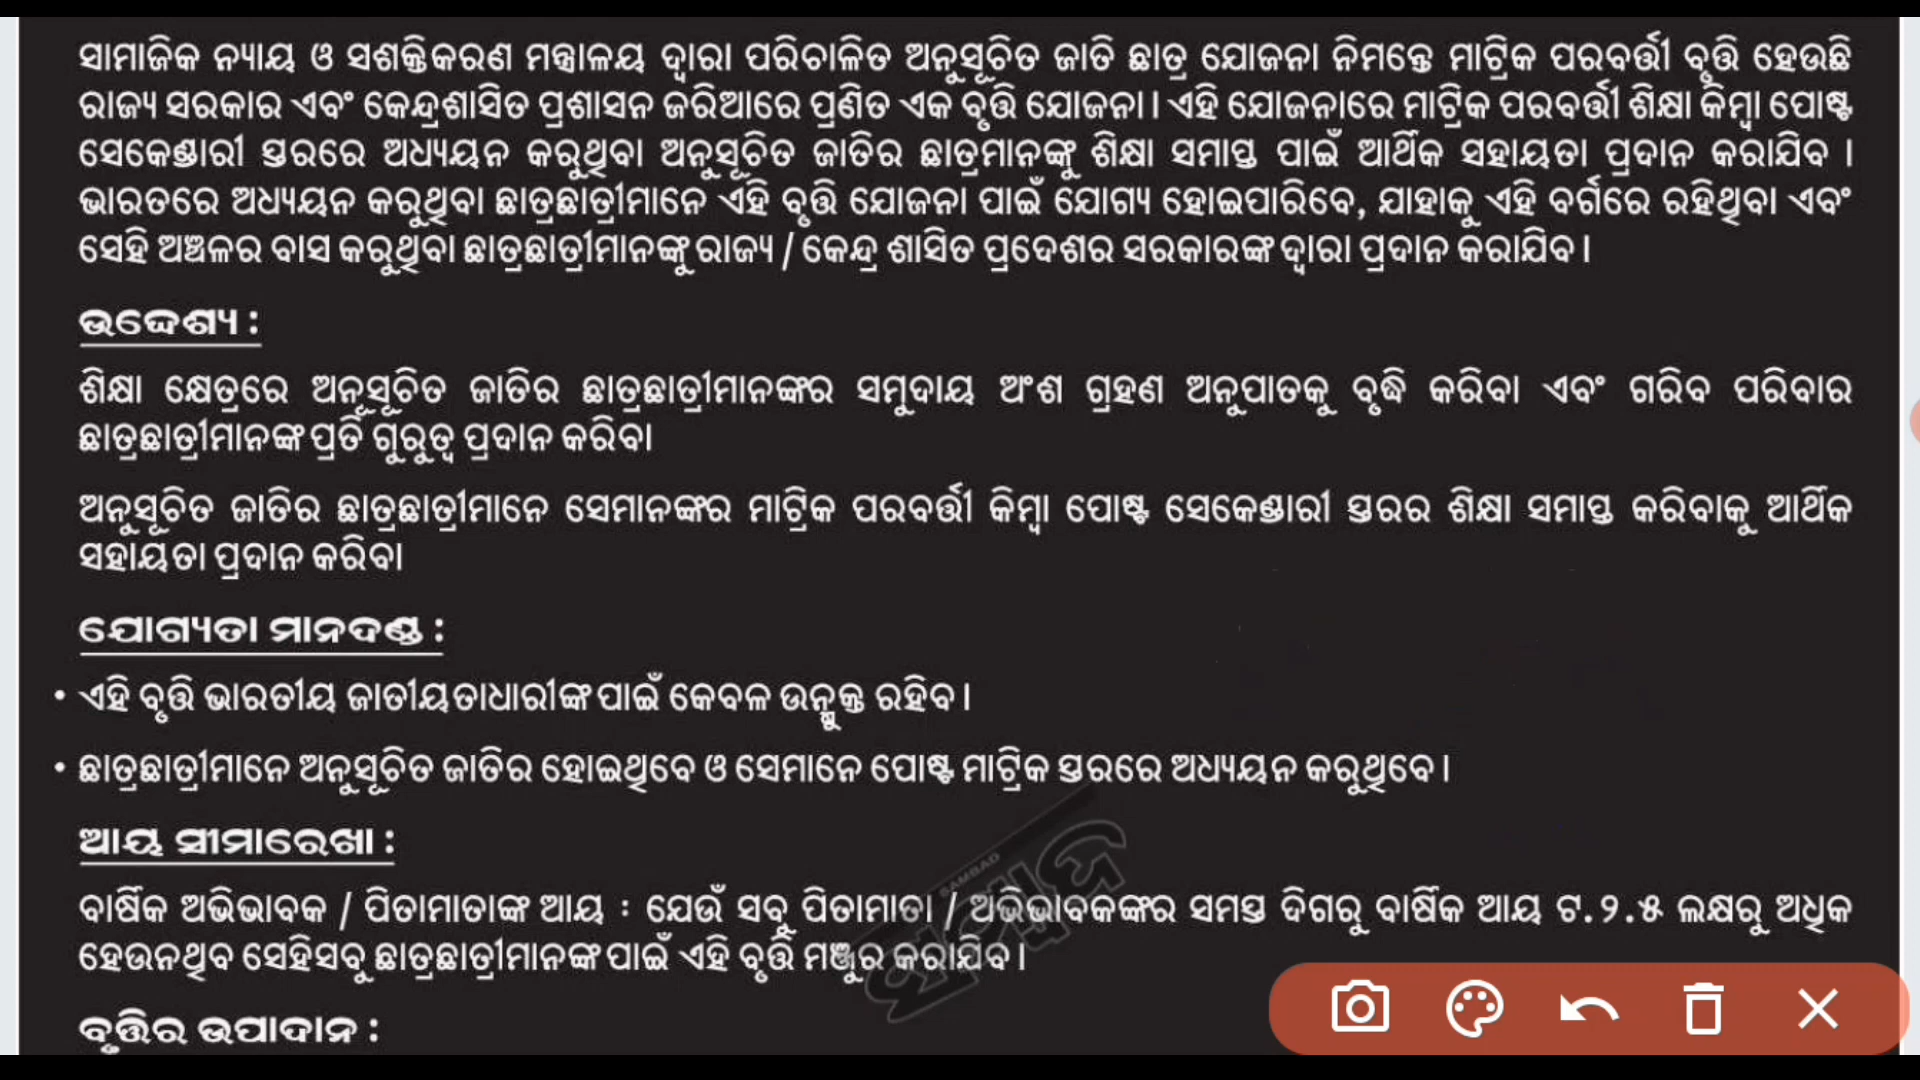 ସାମାଜିକ ନ୍ୟାୟ ଓ ସଶକ୍ତିକରଣ ମନ୍ତ୍ରାଳୟ ଦ୍ୱାରା ପରିଚାଳିତ ଅନୁସୂଚିତ ଜାତି ଛାତ୍ର ଯୋଜନା ନିମନ୍ତେ ମାଟ୍ରିକ ପରବର୍ତ୍ତୀ ବୃତ୍ତି ହେଉଛି
ରାଜ୍ୟ ସରକାର ଏବଂ କେନ୍ଦ୍ରଶାସିତ ପ୍ରଶାସନ ଜରିଆରେ ପ୍ରଣିତ ଏକ ବୃତ୍ତି ଯୋଜନା। ଏହି ଯୋଜନାରେ ମାଟ୍ରିକ ପରବର୍ତ୍ତୀ ଶିକ୍ଷା କିମ୍ବା ପୋଷ୍ଟ
ସେକେଣ୍ଡାରୀ ସ୍ତରରେ ଅଧ୍ୟୟନ କରୁଥିବା ଅନୁସୂଚିତ ଜାତିର ଛାତ୍ରମାନଙ୍କୁ ଶିକ୍ଷା ସମାପ୍ତ ପାଇଁ ଆର୍ଥିକ ସହାୟତା ପ୍ରଦାନ କରାଯିବ ।
ଭାରତରେ ଅଧ୍ୟୟନ କରୁଥିବା ଛାତ୍ରଛାତ୍ରୀମାନେ ଏହି ବୃତ୍ତି ଯୋଜନା ପାଇଁ ଯୋଗ୍ୟ ହୋଇପାରିବେ, ଯାହାକୁ ଏହି ବର୍ଗରେ ରହିଥିବା ଏବଂ
ସେହି ଅଞ୍ଚଳର ବାସ କରୁଥିବା ଛାତ୍ରଛାତ୍ରୀମାନଙ୍କୁ ରାଜ୍ୟ / କେନ୍ଦ୍ର ଶାସିତ ପ୍ରଦେଶର ସରକାରଙ୍କ ଦ୍ୱାରା ପ୍ରଦାନ କରାଯିବ।
ଉଦ୍ଦେଶ୍ୟ :
ଶିକ୍ଷା କ୍ଷେତ୍ରରେ ଅନୁସୂଚିତ ଜାତିର ଛାତ୍ରଛାତ୍ରୀମାନଙ୍କର ସମୁଦାୟ ଅଂଶ ଗ୍ରହଣ ଅନୁପାତକୁ ବୃଦ୍ଧି କରିବା ଏବଂ ଗରିବ ପରିବାର
ଛାତ୍ରଛାତ୍ରୀମାନଙ୍କ ପ୍ରତି ଗୁରୁତ୍ୱ ପ୍ରଦାନ କରିବା
ଅନୁସୂଚିତ ଜାତିର ଛାତ୍ରଛାତ୍ରୀମାନେ ସେମାନଙ୍କର ମାଟ୍ରିକ ପରବର୍ତ୍ତୀ କିମ୍ବା ପୋଷ୍ଟ ସେକେଣ୍ଡାରୀ ସ୍ତରର ଶିକ୍ଷା ସମାପ୍ତ କରିବାକୁ ଆର୍ଥିକ
ସହାୟତା ପ୍ରଦାନ କରିବା
ଯୋଗ୍ୟତା ମାନଦଣ୍ଡ :
• ଏହି ବୃତ୍ତି ଭାରତୀୟ ଜାତୀୟତାଧାରୀଙ୍କ ପାଇଁ କେବଳ ଉନ୍ମୁକ୍ତ ରହିବ।
• ଛାତ୍ରଛାତ୍ରୀମାନେ ଅନୁସୂଚିତ ଜାତିର ହୋଇଥିବେ ଓ ସେମାନେ ପୋଷ୍ଟ ମାଟ୍ରିକ ସ୍ତରରେ ଅଧ୍ୟୟନ କରୁଥିବେ।
ଆୟ ସୀମାରେଖା :
ବାର୍ଷିକ ଅଭିଭାବକ / ପିତାମାତାଙ୍କ ଆୟ : ଯେଉଁ ସବୁ ପିତାମାତା / ଅଭିଭାବକଙ୍କର ସମସ୍ତ ଦିଗରୁ ବାର୍ଷିକ ଆୟ ଟ.୨.୫ ଲକ୍ଷରୁ ଅଧିକ
ହେଉନଥିବ ସେହିସବୁ ଛାତ୍ରଛାତ୍ରୀମାନଙ୍କ ପାଇଁ ଏହି ବୃତ୍ତି ମଞ୍ଜୁର କରାଯିବ।
SAMBAD
ସମ୍ବାଦ
ବୃତ୍ତିର ଉପାଦାନ :